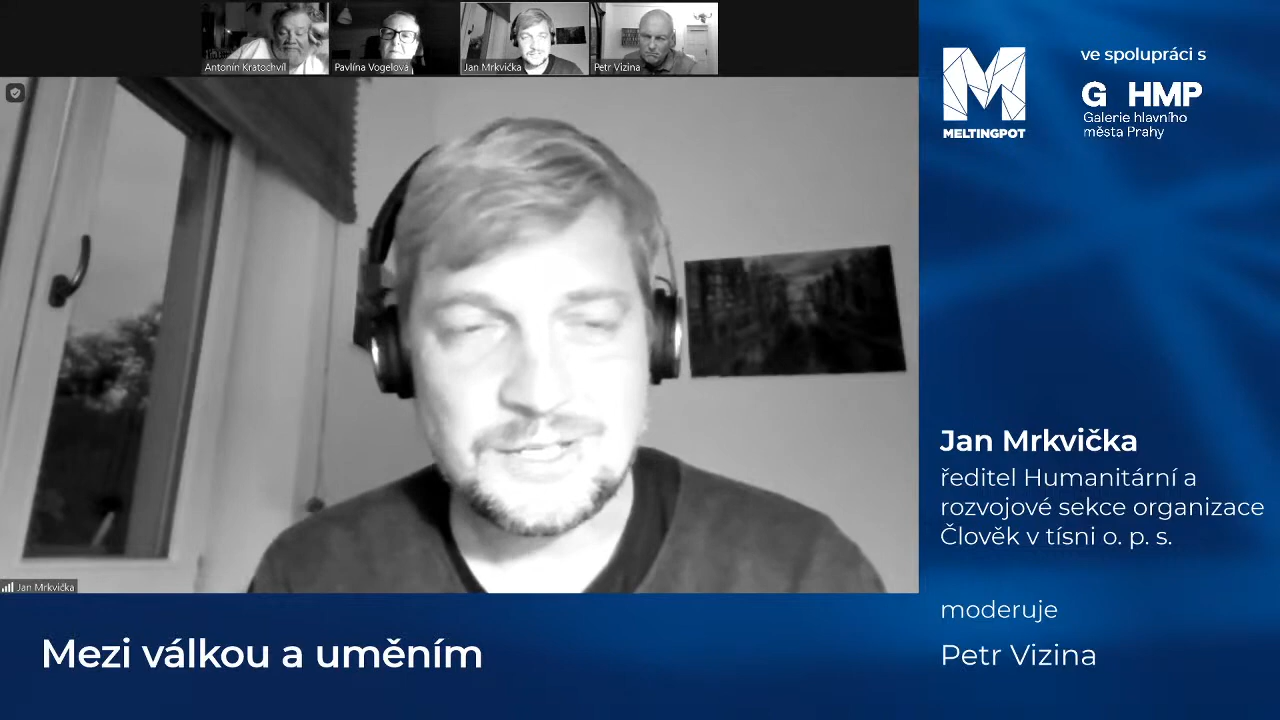 Antonín Kratochvíl
Pavlína Vogelová
Jan Mrkvička
Petr Vizina
MELTINGPOT
ve spolupráci s
G HMP
Galerie hlavního
města Prahy
Jan Mrkvička
ředitel Humanitární a
rozvojové sekce organizace
Člověk v tísni o. p. s.
Jan Mrkvička
moderuje
Petr Vizina
Mezi válkou a uměním